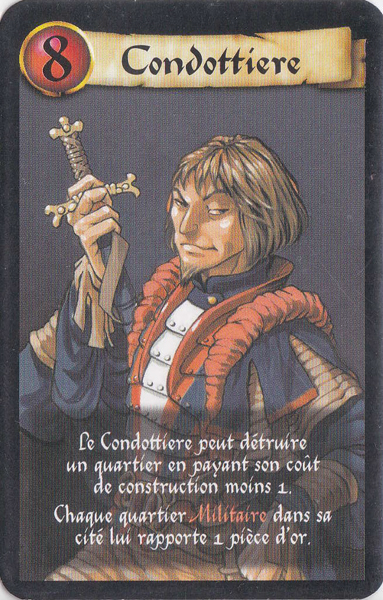 8 Condottiere
Le Condottiere peut détruire
un quartier en payant son coût
de construction moins 1.
Chaque quartier Militaire dans sa
cité lui rapporte 1 pièce d'or.